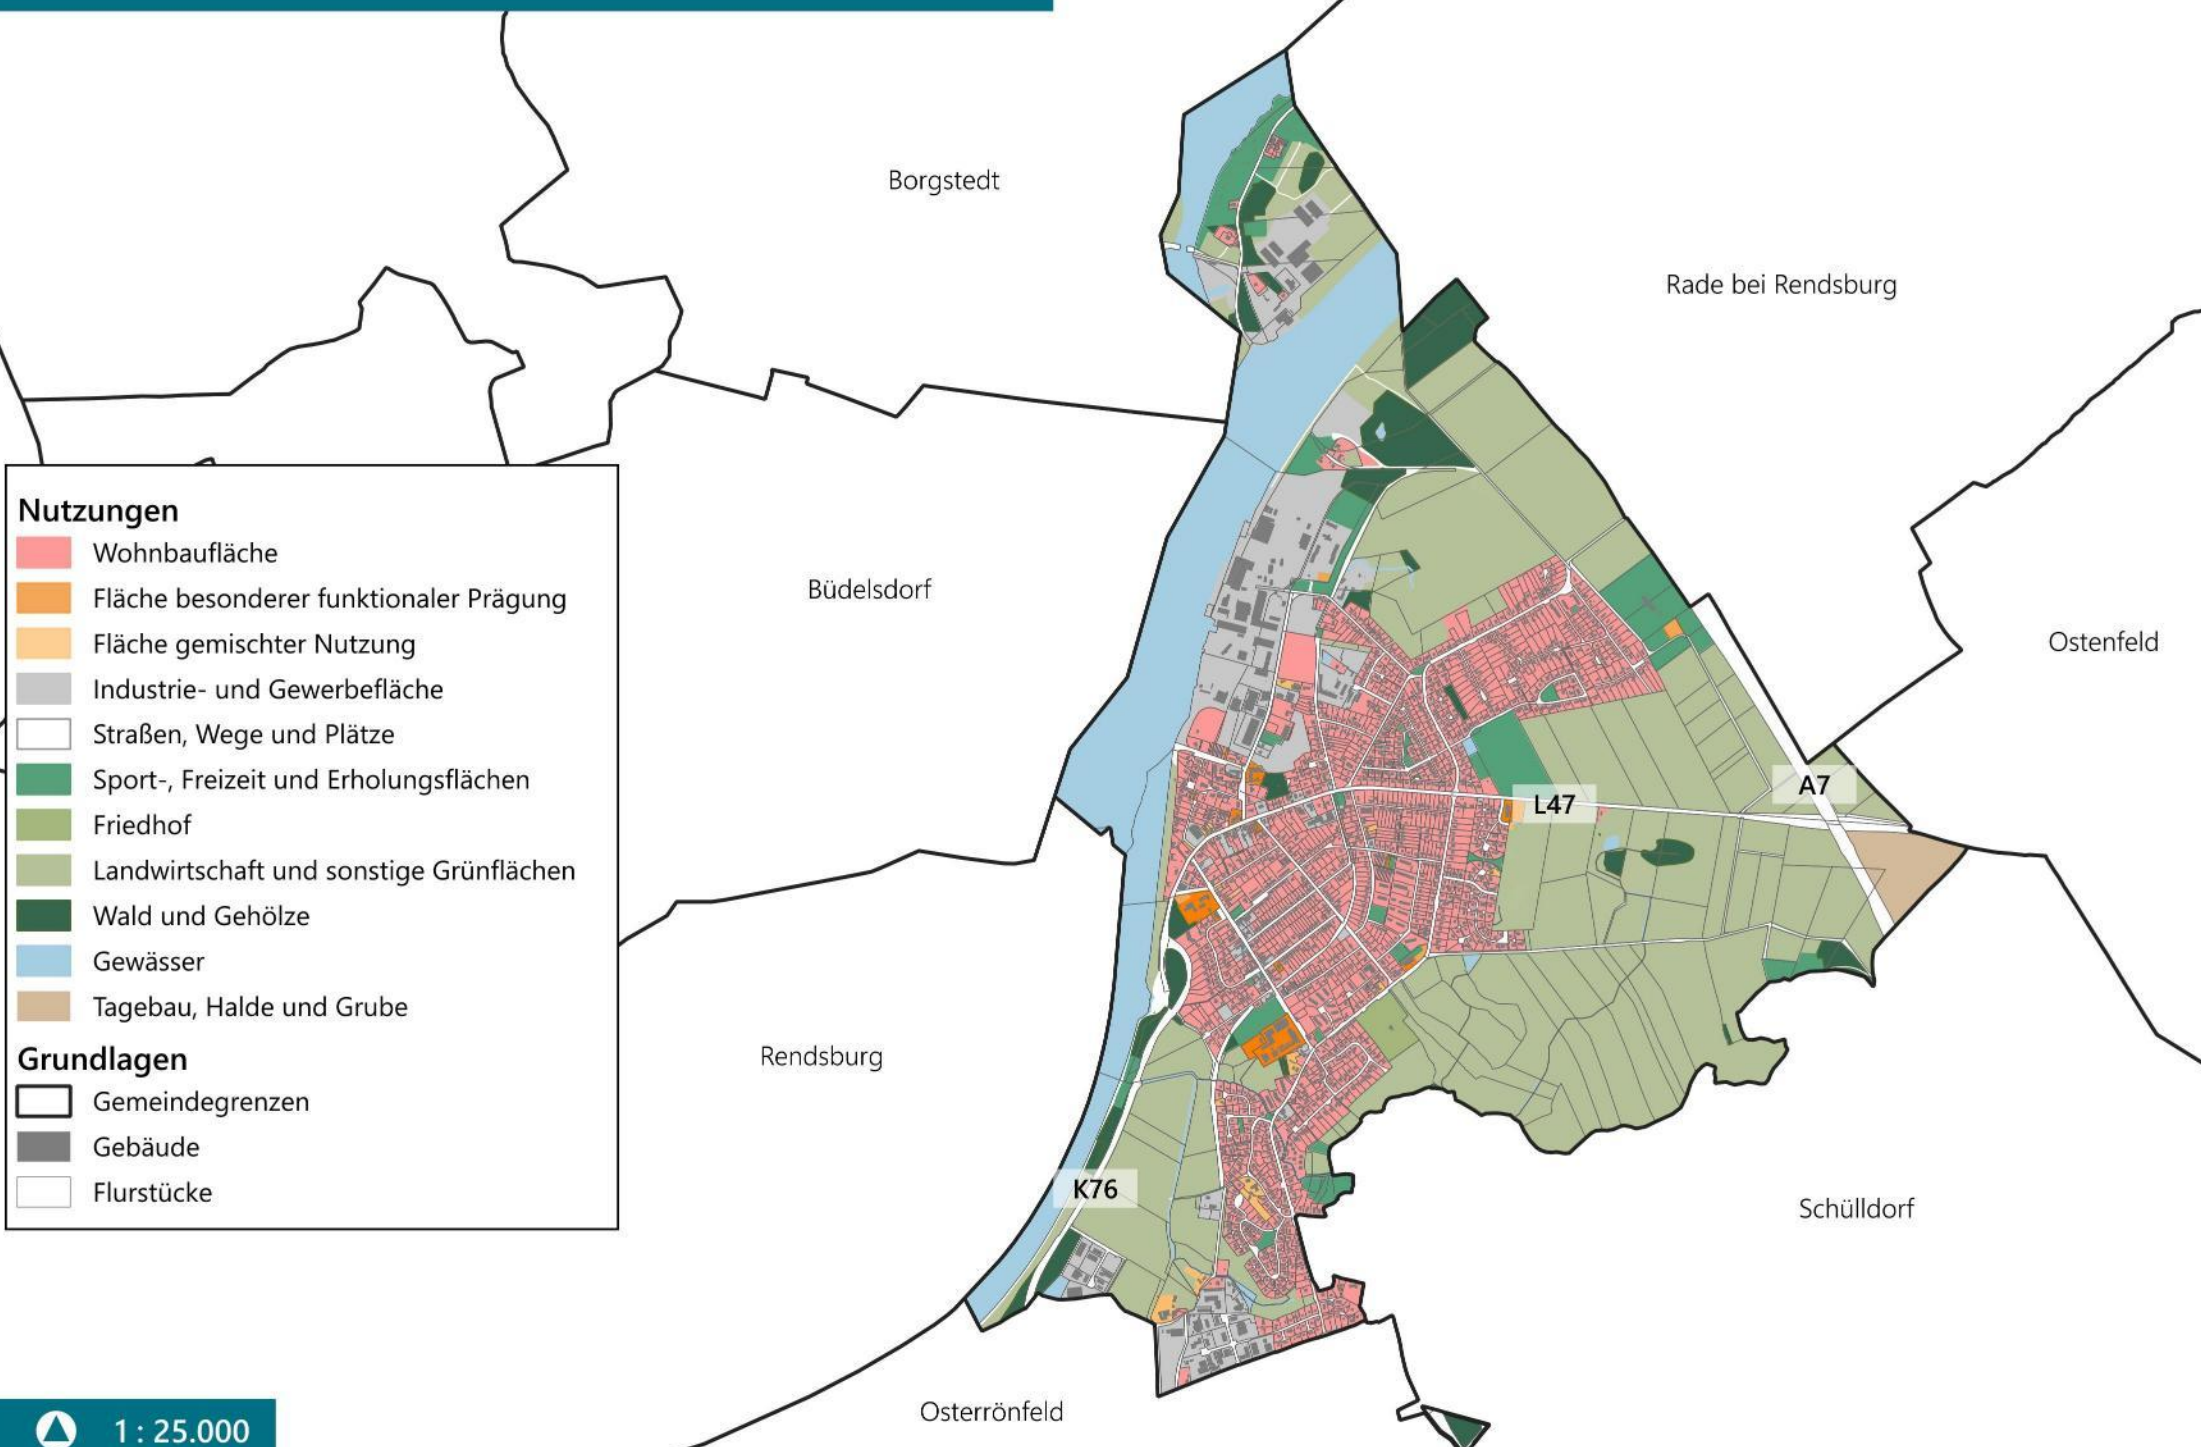 Borgstedt
Rade bei Rendsburg
Nutzungen
Wohnbaufläche
Büdelsdorf
Fläche besonderer funktionaler Prägung
Fläche gemischter Nutzung
Ostenfeld
Industrie- und Gewerbefläche
Straßen, Wege und Plätze
Sport-, Freizeit und Erholungsflächen
A7
L47
Friedhof
Landwirtschaft und sonstige Grünflächen
Wald und Gehölze
Gewässer
Tagebau, Halde und Grube
Rendsburg
Grundlagen
Gemeindegrenzen
Gebäude
K76
Flurstücke
Schülldorf
Osterrönfeld
1 : 25.000